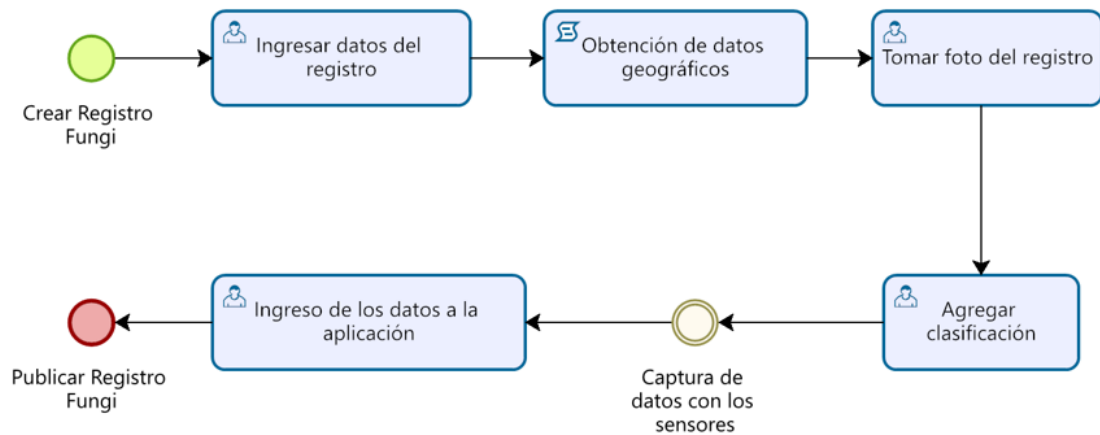 Ingresar datos del
registro
Obtención de datos
geográficos
Tomar foto del registro
Crear Registro
Fungi
Agregar
clasificación
Captura de
datos con los
sensores
Ingreso de los datos a la
aplicación
Publicar Registro
Fungi